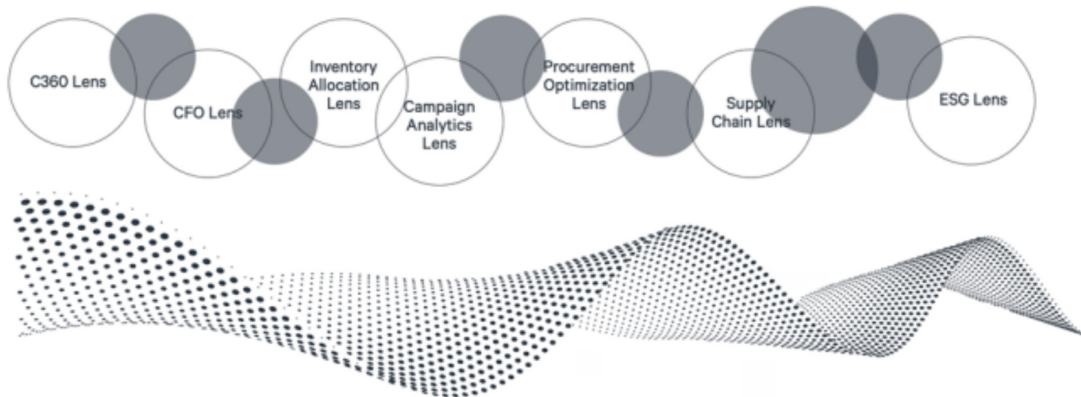 C360 Lens
CFO Lens
Inventory
Allocation
Lens
Campaign
Analytics
Lens
Procurement
Optimization
Lens
Supply
Chain Lens
ESG Lens